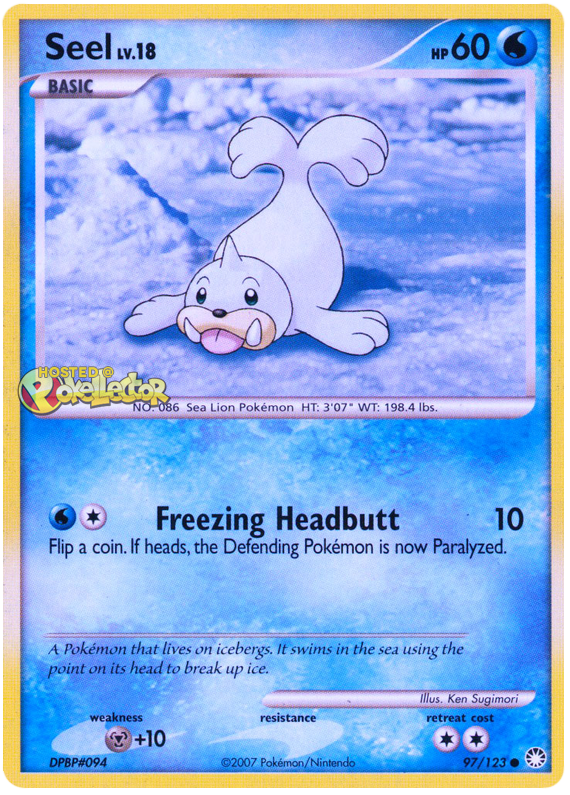 Seel LV.18 HP 60
BASIC
HOSTED @
Pokellector
NO. 086 Sea Lion Pokémon HT: 3'07" WT: 198.4 lbs.
Freezing Headbutt 10
Flip a coin. If heads, the Defending Pokémon is now Paralyzed.
A Pokémon that lives on icebergs. It swims in the sea using the
point on its head to break up ice.
Illus. Ken Sugimori
weakness resistance retreat cost
+10
DPBP#094 ©2007 Pokémon/Nintendo 97/123